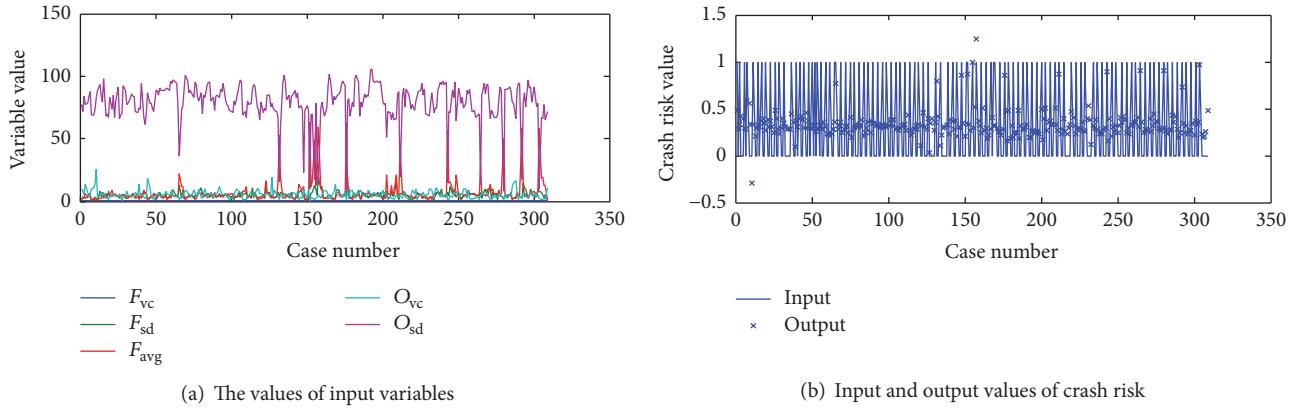 150
100
50
0
Variable value
0
50
100
150
200
250
300
350
Case number
F_vc
F_sd
F_avg
O_vc
O_sd
(a) The values of input variables
1.5
1
0.5
0
−0.5
Crash risk value
0
50
100
150
200
250
300
350
Case number
Input
Output
(b) Input and output values of crash risk